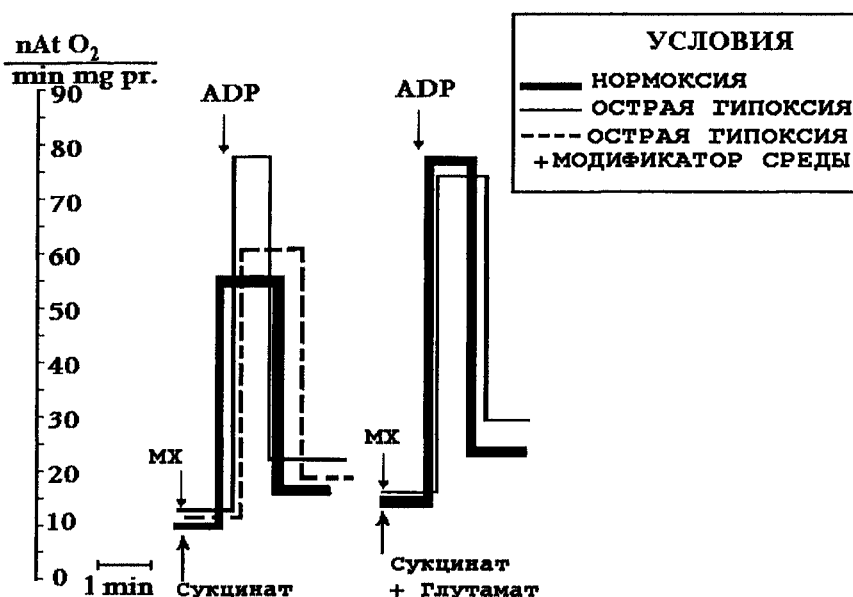 nAt O2
min mg pr.
90
80
70
60
50
40
30
20
10
0
1 min
ADP
MX
Сукцинат
ADP
MX
Сукцинат
+ Глутамат
УСЛОВИЯ
НОРМОКСИЯ
ОСТРАЯ ГИПОКСИЯ
ОСТРАЯ ГИПОКСИЯ
+МОДИФИКАТОР СРЕДЫ